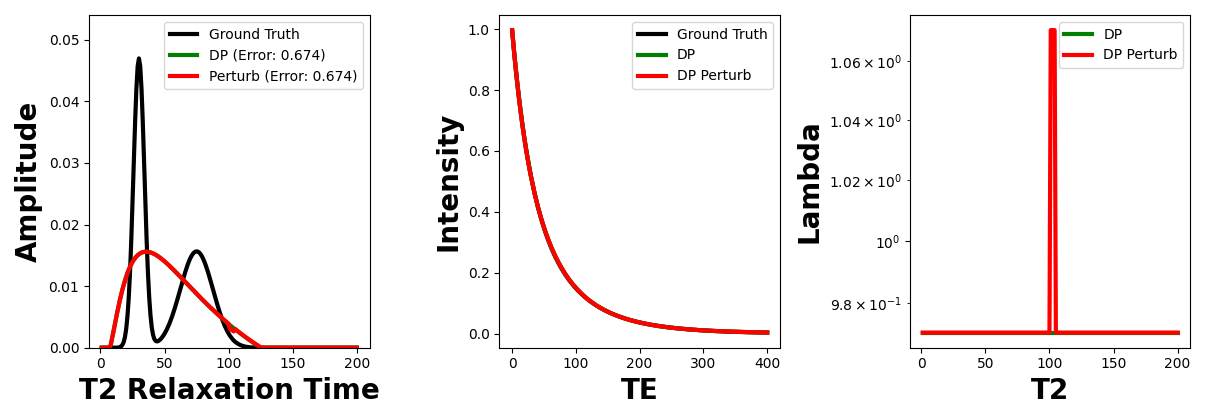 Amplitude
0.05
0.04
0.03
0.02
0.01
0.00
Ground Truth
DP (Error: 0.674)
Perturb (Error: 0.674)
0 50 100 150 200
T2 Relaxation Time
Intensity
1.0
0.8
0.6
0.4
0.2
0.0
Ground Truth
DP
DP Perturb
0 100 200 300 400
TE
Lambda
1.06 × 10⁰
1.04 × 10⁰
1.02 × 10⁰
10⁰
9.8 × 10⁻¹
DP
DP Perturb
0 50 100 150 200
T2